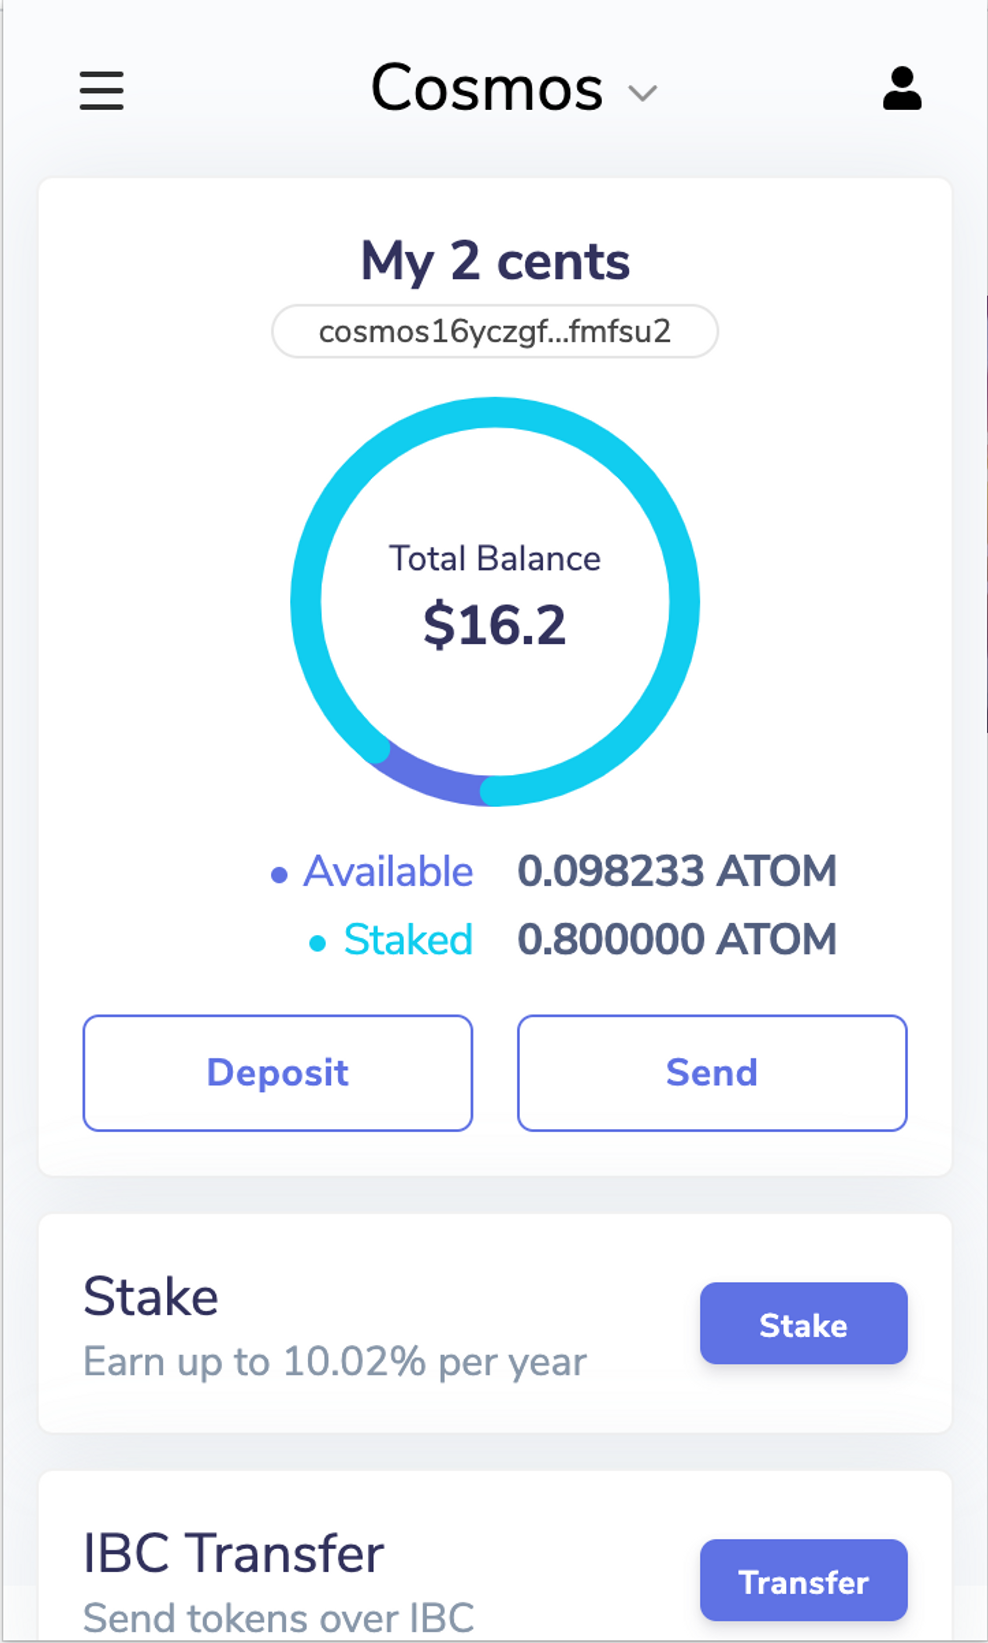 Cosmos
My 2 cents
cosmos16yczgf...fmfsu2
Total Balance
$16.2
Available 0.098233 ATOM
Staked 0.800000 ATOM
Deposit Send
Stake
Stake
Earn up to 10.02% per year
IBC Transfer
Transfer
Send tokens over IBC